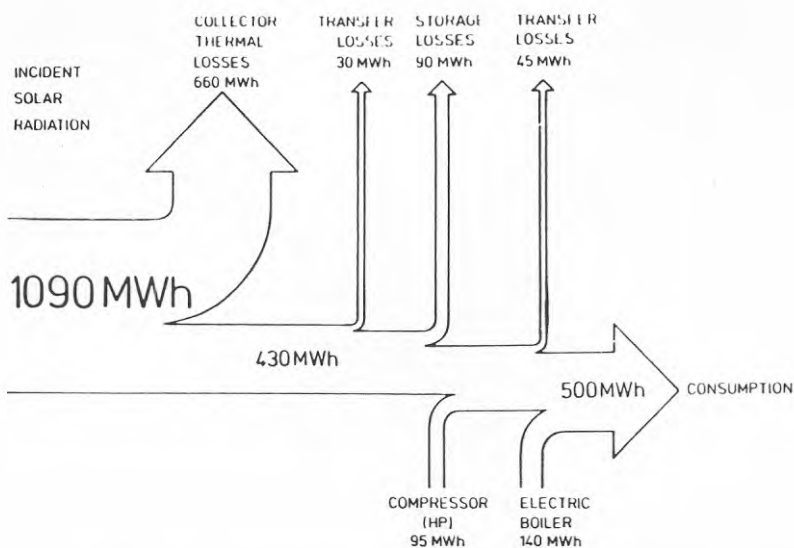 INCIDENT
SOLAR
RADIATION
COLLECTOR
THERMAL
LOSSES
660 MWh
TRANSFER
LOSSES
30 MWh
STORAGE
LOSSES
90 MWh
TRANSFER
LOSSES
45 MWh
1090 MWh
430 MWh
500 MWh
CONSUMPTION
COMPRESSOR
(HP)
95 MWh
ELECTRIC
BOILER
140 MWh